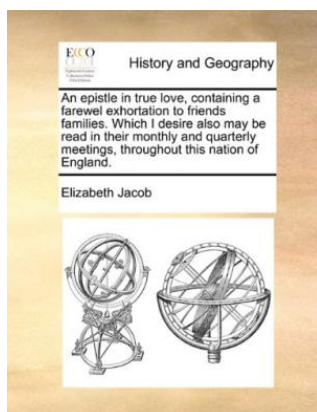 ECCO
History and Geography
An epistle in true love, containing a
farewel exhortation to friends
families. Which I desire also may be
read in their monthly and quarterly
meetings, throughout this nation of
England.
Elizabeth Jacob